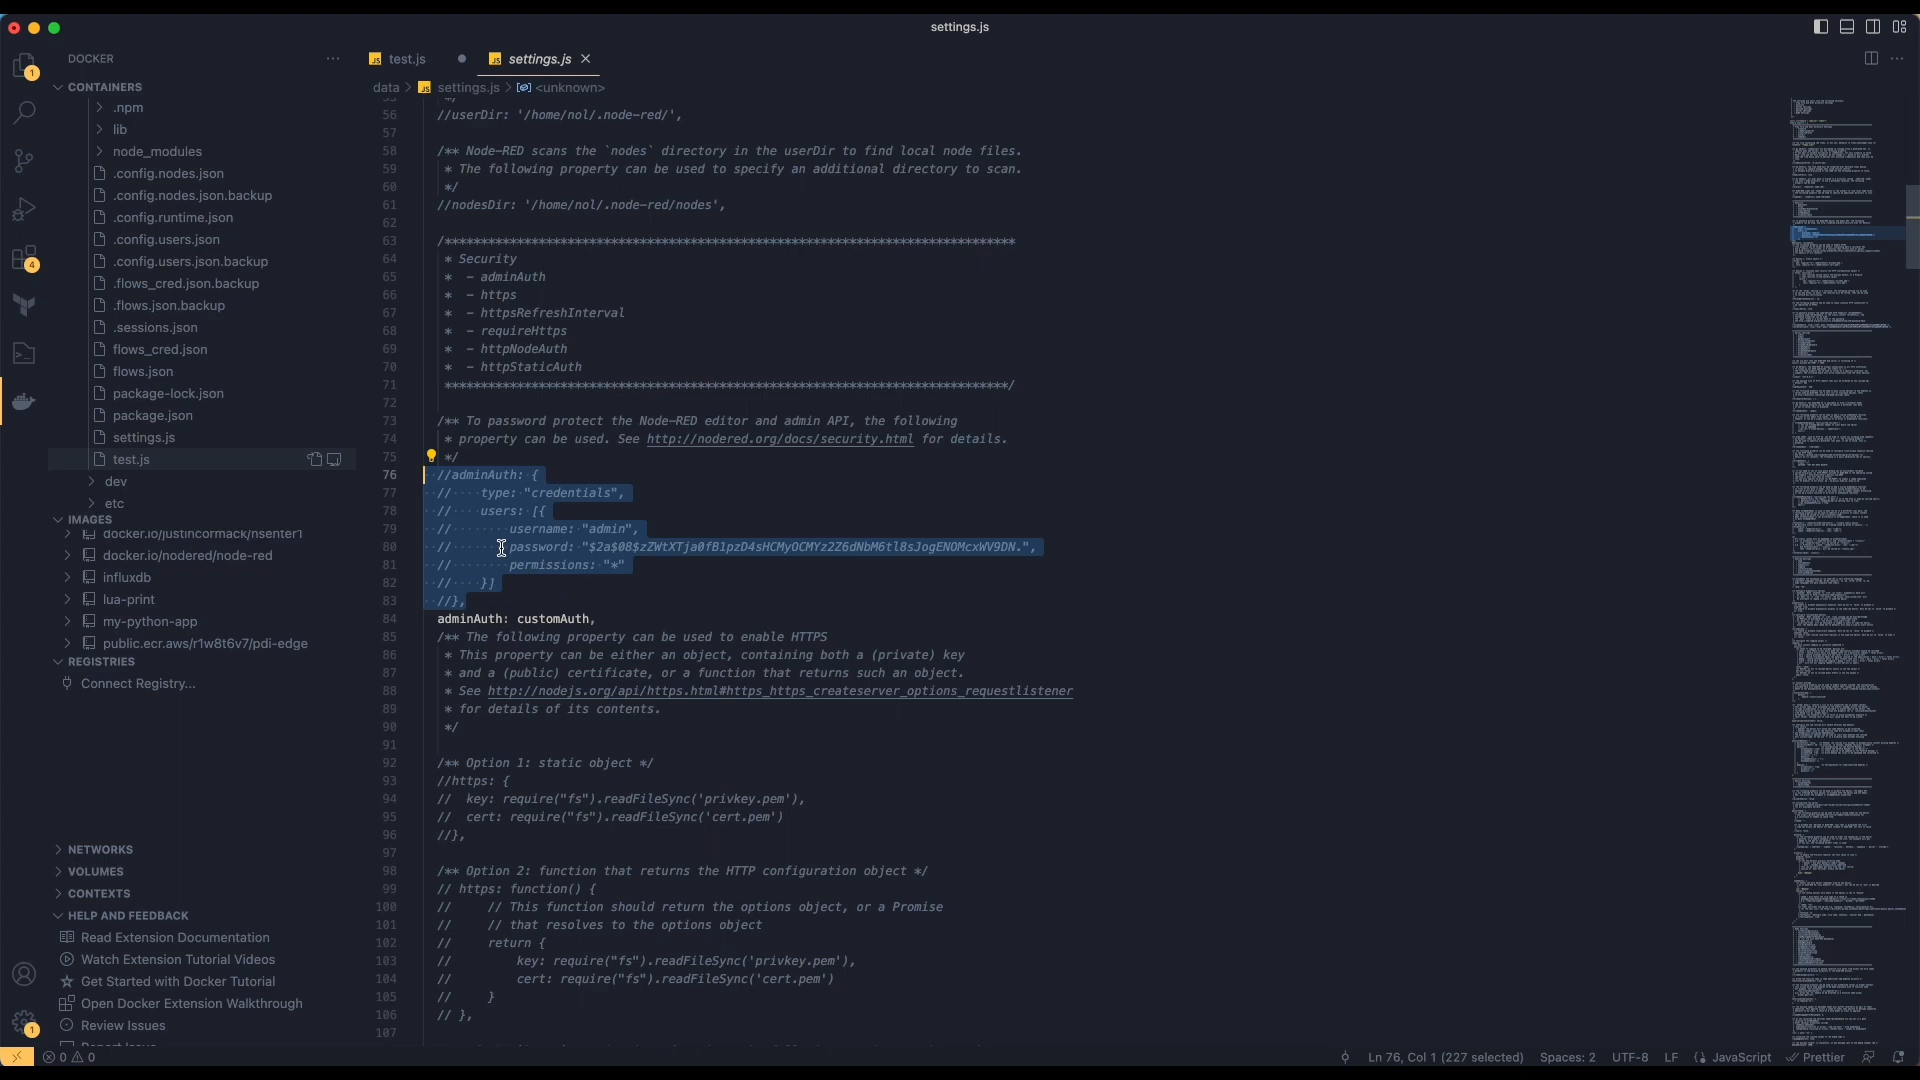 settings.js
DOCKER
test.js
settings.js
CONTAINERS
data > settings.js > <unknown>
.npm
lib
node_modules
.config.nodes.json
.config.nodes.json.backup
.config.runtime.json
.config.users.json
.config.users.json.backup
.flows_cred.json.backup
.flows.json.backup
.sessions.json
flows_cred.json
flows.json
package-lock.json
package.json
settings.js
test.js
dev
etc
IMAGES
docker.io/justincormack/nsenter1
docker.io/nodered/node-red
influxdb
lua-print
my-python-app
public.ecr.aws/r1w8t6v7/pdi-edge
REGISTRIES
Connect Registry...
NETWORKS
VOLUMES
CONTEXTS
HELP AND FEEDBACK
Read Extension Documentation
Watch Extension Tutorial Videos
Get Started with Docker Tutorial
Open Docker Extension Walkthrough
Review Issues
Report Issue
56 //userDir: '/home/nol/.node-red/',
57
58 /** Node-RED scans the `nodes` directory in the userDir to find local node files.
59 * The following property can be used to specify an additional directory to scan.
60 */
61 //nodesDir: '/home/nol/.node-red/nodes',
62
63 /*******************************************************************************
64 * Security
65 * - adminAuth
66 * - https
67 * - httpsRefreshInterval
68 * - requireHttps
69 * - httpNodeAuth
70 * - httpStaticAuth
71 ******************************************************************************/
72
73 /** To password protect the Node-RED editor and admin API, the following
74 * property can be used. See http://nodered.org/docs/security.html for details.
75 */
76 //adminAuth: {
77 // type: "credentials",
78 // users: [{
79 // username: "admin",
80 // password: "$2a$08$zZWtXTja0fB1pzD4sHCMyOCMYz2Z6dNbM6tl8sJogENOMcxWV9DN.",
81 // permissions: "*"
82 // }]
83 //},
84 adminAuth: customAuth,
85 /** The following property can be used to enable HTTPS
86 * This property can be either an object, containing both a (private) key
87 * and a (public) certificate, or a function that returns such an object.
88 * See http://nodejs.org/api/https.html#https_https_createserver_options_requestlistener
89 * for details of its contents.
90 */
91
92 /** Option 1: static object */
93 //https: {
94 // key: require("fs").readFileSync('privkey.pem'),
95 // cert: require("fs").readFileSync('cert.pem')
96 //},
97
98 /** Option 2: function that returns the HTTP configuration object */
99 // https: function() {
100 // // This function should return the options object, or a Promise
101 // // that resolves to the options object
102 // return {
103 // key: require("fs").readFileSync('privkey.pem'),
104 // cert: require("fs").readFileSync('cert.pem')
105 // }
106 // },
107
0 0
Ln 76, Col 1 (227 selected) Spaces: 2 UTF-8 LF JavaScript Prettier
1
4
1